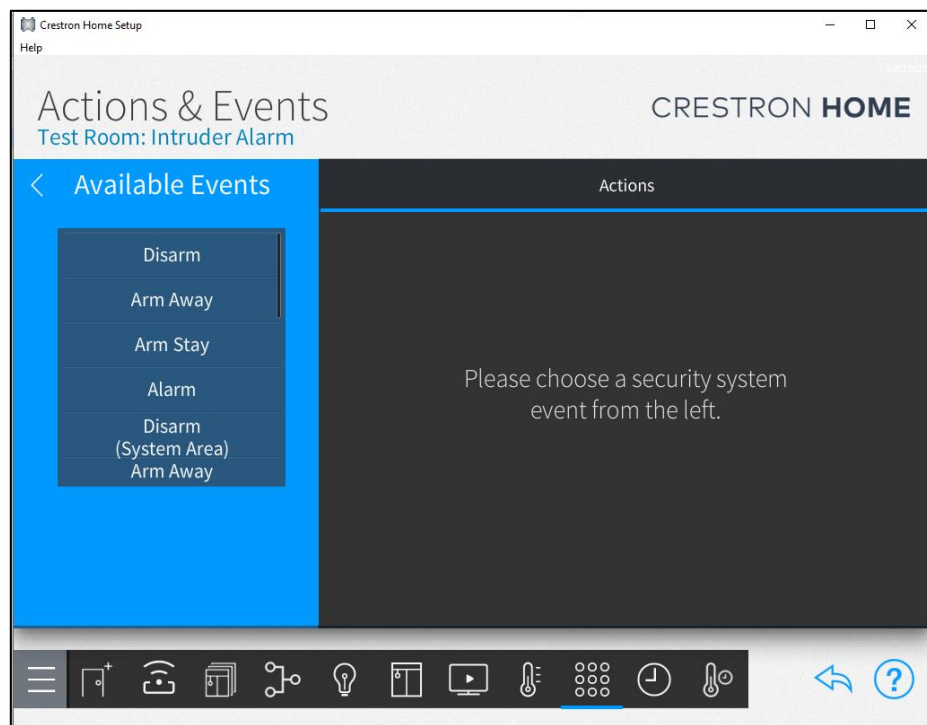 Crestron Home Setup
Help
Actions & Events
CRESTRON HOME
Test Room: Intruder Alarm
Available Events
Actions
Disarm
Arm Away
Arm Stay
Alarm
Disarm
(System Area)
Arm Away
Please choose a security system
event from the left.
?